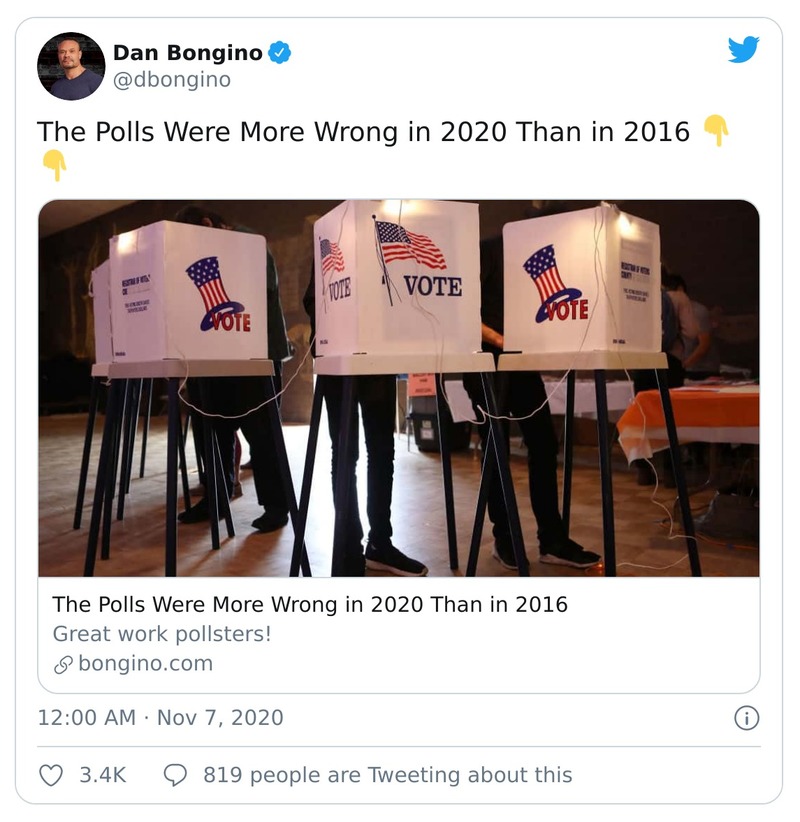 Dan Bongino
@dbongino
The Polls Were More Wrong in 2020 Than in 2016 👇
👇
VOTE
VOTE
VOTE
VOTE
The Polls Were More Wrong in 2020 Than in 2016
Great work pollsters!
bongino.com
12:00 AM · Nov 7, 2020
3.4K 819 people are Tweeting about this